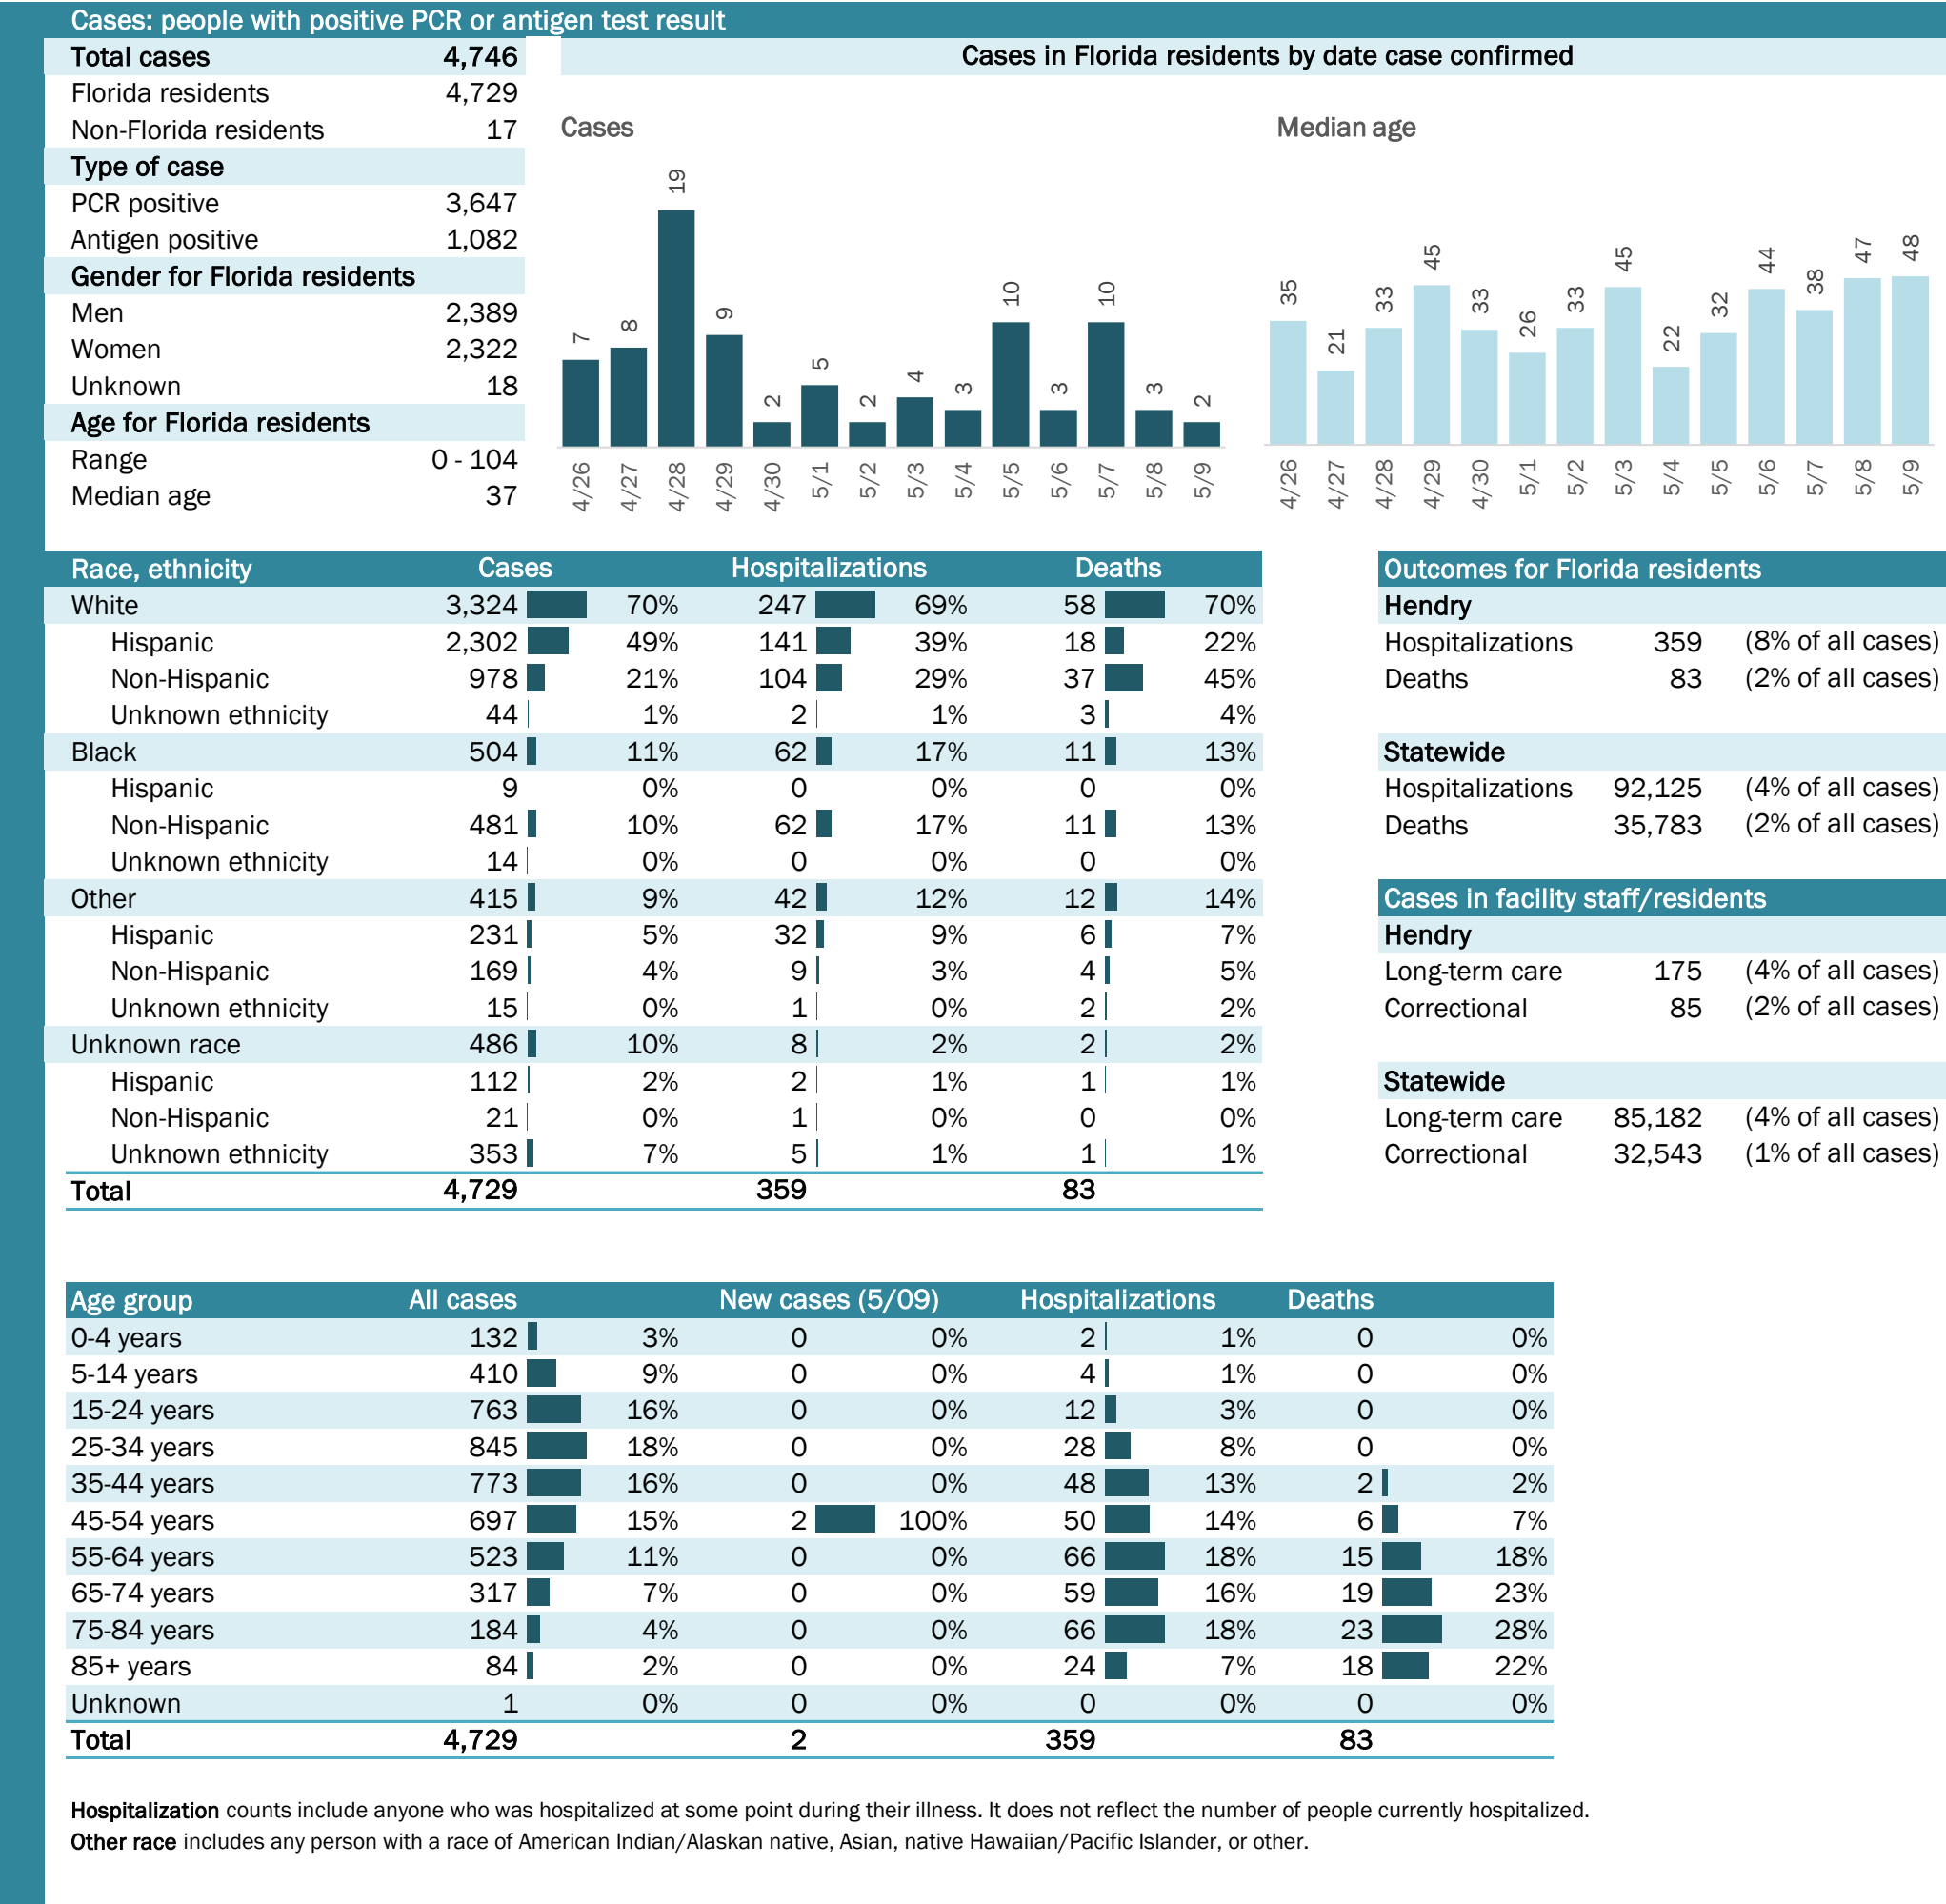 Cases: people with positive PCR or antigen test result
Total cases 4,746
Florida residents 4,729
Non-Florida residents 17
Type of case
PCR positive 3,647
Antigen positive 1,082
Gender for Florida residents
Men 2,389
Women 2,322
Unknown 18
Age for Florida residents
Range 0 - 104
Median age 37
Cases in Florida residents by date case confirmed
Cases
7 8 19 9 2 5 2 4 3 10 3 10 3 2
4/26 4/27 4/28 4/29 4/30 5/1 5/2 5/3 5/4 5/5 5/6 5/7 5/8 5/9
Median age
35 21 33 45 33 26 33 45 22 32 44 38 47 48
4/26 4/27 4/28 4/29 4/30 5/1 5/2 5/3 5/4 5/5 5/6 5/7 5/8 5/9
Race, ethnicity Cases Hospitalizations Deaths
White 3,324 70% 247 69% 58 70%
Hispanic 2,302 49% 141 39% 18 22%
Non-Hispanic 978 21% 104 29% 37 45%
Unknown ethnicity 44 1% 2 1% 3 4%
Black 504 11% 62 17% 11 13%
Hispanic 9 0% 0 0% 0 0%
Non-Hispanic 481 10% 62 17% 11 13%
Unknown ethnicity 14 0% 0 0% 0 0%
Other 415 9% 42 12% 12 14%
Hispanic 231 5% 32 9% 6 7%
Non-Hispanic 169 4% 9 3% 4 5%
Unknown ethnicity 15 0% 1 0% 2 2%
Unknown race 486 10% 8 2% 2 2%
Hispanic 112 2% 2 1% 1 1%
Non-Hispanic 21 0% 1 0% 0 0%
Unknown ethnicity 353 7% 5 1% 1 1%
Total 4,729 359 83
Outcomes for Florida residents
Hendry
Hospitalizations 359 (8% of all cases)
Deaths 83 (2% of all cases)
Statewide
Hospitalizations 92,125 (4% of all cases)
Deaths 35,783 (2% of all cases)
Cases in facility staff/residents
Hendry
Long-term care 175 (4% of all cases)
Correctional 85 (2% of all cases)
Statewide
Long-term care 85,182 (4% of all cases)
Correctional 32,543 (1% of all cases)
Age group All cases New cases (5/09) Hospitalizations Deaths
0-4 years 132 3% 0 0% 2 1% 0 0%
5-14 years 410 9% 0 0% 4 1% 0 0%
15-24 years 763 16% 0 0% 12 3% 0 0%
25-34 years 845 18% 0 0% 28 8% 0 0%
35-44 years 773 16% 0 0% 48 13% 2 2%
45-54 years 697 15% 2 100% 50 14% 6 7%
55-64 years 523 11% 0 0% 66 18% 15 18%
65-74 years 317 7% 0 0% 59 16% 19 23%
75-84 years 184 4% 0 0% 66 18% 23 28%
85+ years 84 2% 0 0% 24 7% 18 22%
Unknown 1 0% 0 0% 0 0% 0 0%
Total 4,729 2 359 83
Hospitalization counts include anyone who was hospitalized at some point during their illness. It does not reflect the number of people currently hospitalized.
Other race includes any person with a race of American Indian/Alaskan native, Asian, native Hawaiian/Pacific Islander, or other.